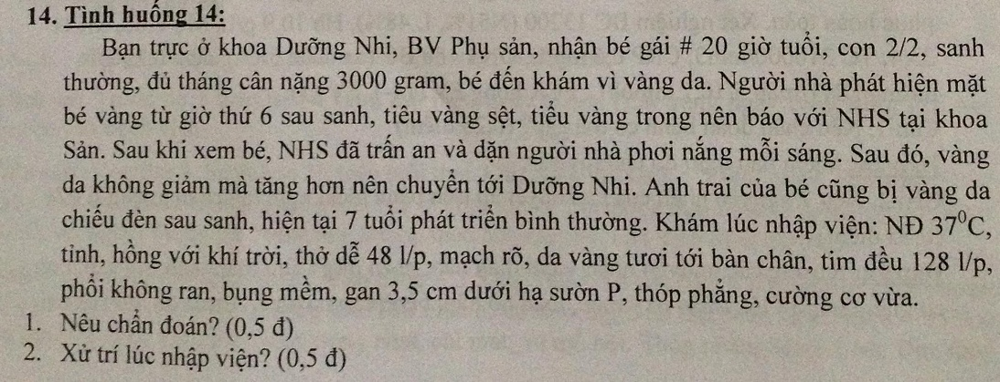 14. Tình huống 14:
Bạn trực ở khoa Dưỡng Nhi, BV Phụ sản, nhận bé gái # 20 giờ tuổi, con 2/2, sanh
thường, đủ tháng cân nặng 3000 gram, bé đến khám vì vàng da. Người nhà phát hiện mặt
bé vàng từ giờ thứ 6 sau sanh, tiêu vàng sệt, tiểu vàng trong nên báo với NHS tại khoa
Sản. Sau khi xem bé, NHS đã trấn an và dặn người nhà phơi nắng mỗi sáng. Sau đó, vàng
da không giảm mà tăng hơn nên chuyển tới Dưỡng Nhi. Anh trai của bé cũng bị vàng da
chiếu đèn sau sanh, hiện tại 7 tuổi phát triển bình thường. Khám lúc nhập viện: NĐ 37⁰C,
tỉnh, hồng với khí trời, thở dễ 48 l/p, mạch rõ, da vàng tươi tới bàn chân, tim đều 128 l/p,
phổi không ran, bụng mềm, gan 3,5 cm dưới hạ sườn P, thóp phẳng, cường cơ vừa.
1. Nêu chẩn đoán? (0,5 đ)
2. Xử trí lúc nhập viện? (0,5 đ)